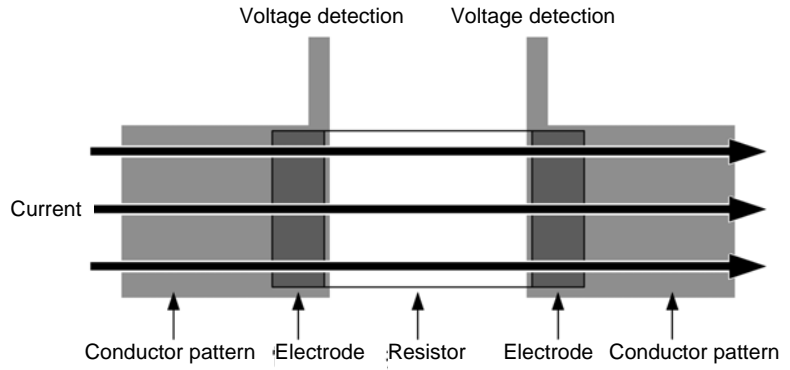 Voltage detection
Voltage detection
Current
Conductor pattern
Electrode
Resistor
Electrode
Conductor pattern